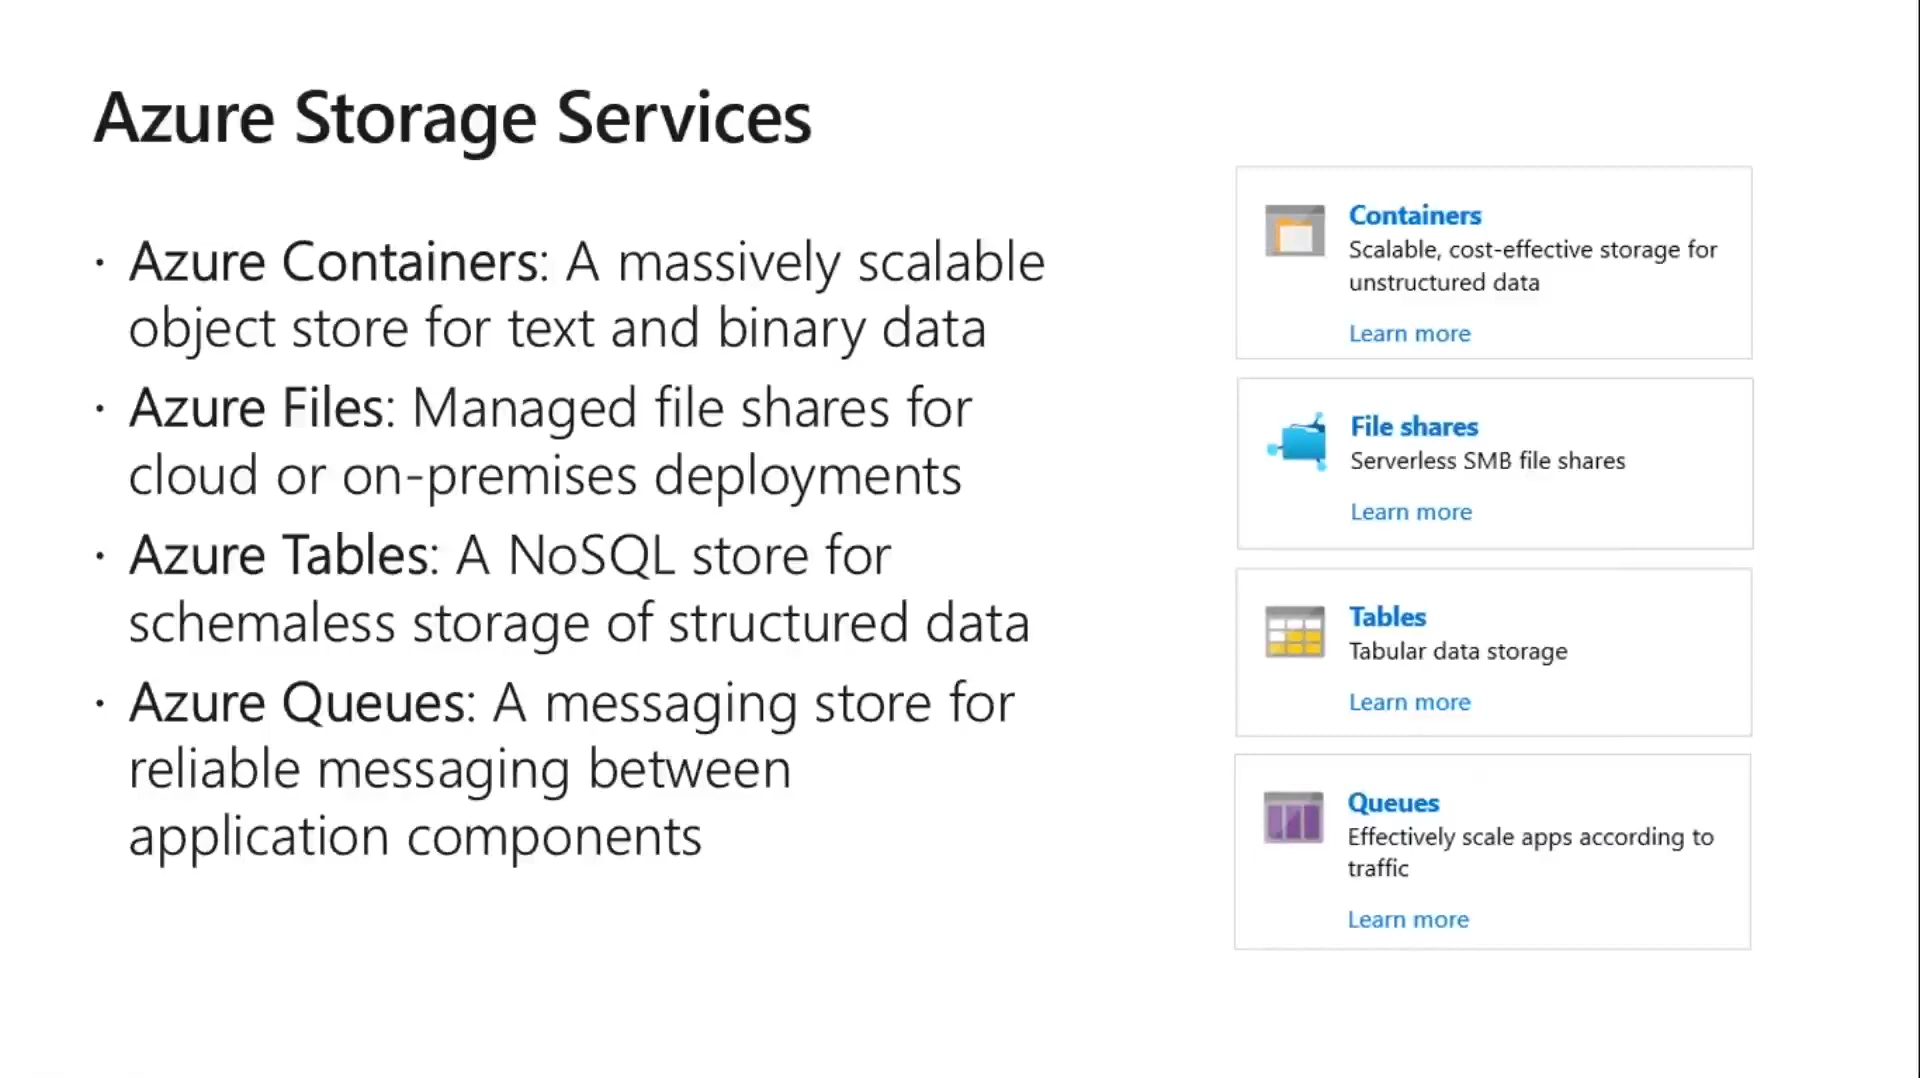 Azure Storage Services
· Azure Containers: A massively scalable
object store for text and binary data
· Azure Files: Managed file shares for
cloud or on-premises deployments
· Azure Tables: A NoSQL store for
schemaless storage of structured data
· Azure Queues: A messaging store for
reliable messaging between
application components
Containers
Scalable, cost-effective storage for
unstructured data
Learn more
File shares
Serverless SMB file shares
Learn more
Tables
Tabular data storage
Learn more
Queues
Effectively scale apps according to
traffic
Learn more